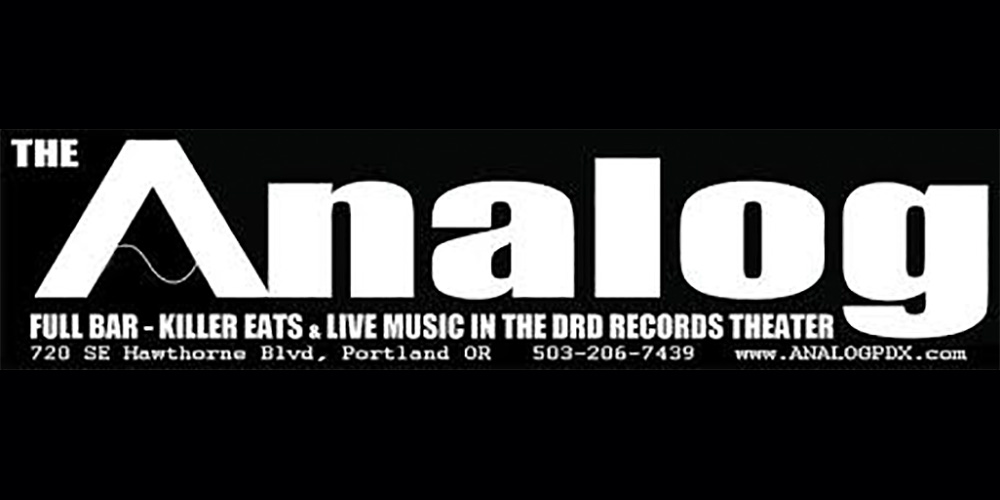 THE
Analog
FULL BAR - KILLER EATS & LIVE MUSIC IN THE DRD RECORDS THEATER
720 SE Hawthorne Blvd, Portland OR 503-206-7439 www.ANALOGPDX.com